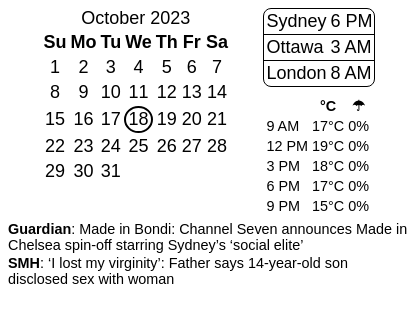 October 2023
Su Mo Tu We Th Fr Sa
1 2 3 4 5 6 7
8 9 10 11 12 13 14
15 16 17 18 19 20 21
22 23 24 25 26 27 28
29 30 31
Sydney 6 PM
Ottawa 3 AM
London 8 AM
°C ☂
9 AM 17°C 0%
12 PM 19°C 0%
3 PM 18°C 0%
6 PM 17°C 0%
9 PM 15°C 0%
Guardian: Made in Bondi: Channel Seven announces Made in
Chelsea spin-off starring Sydney’s ‘social elite’
SMH: ‘I lost my virginity’: Father says 14-year-old son
disclosed sex with woman